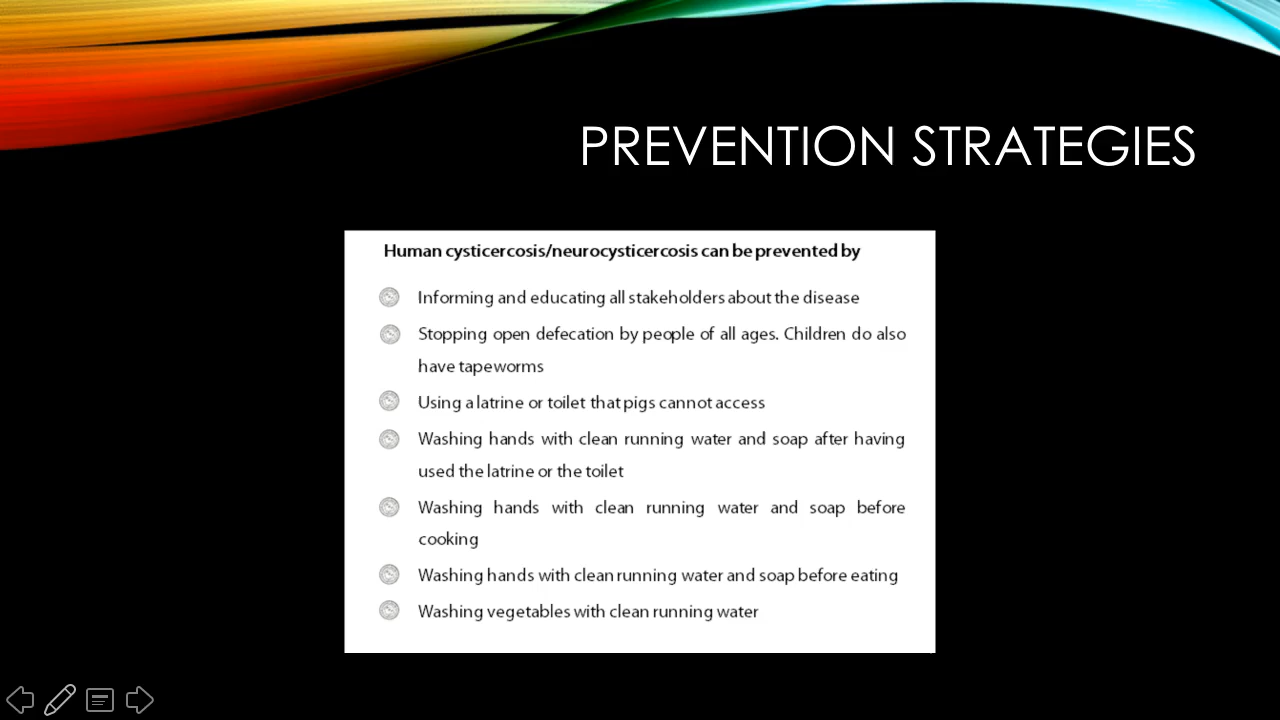 PREVENTION STRATEGIES
Human cysticercosis/neurocysticercosis can be prevented by
Informing and educating all stakeholders about the disease
Stopping open defecation by people of all ages. Children do also
have tapeworms
Using a latrine or toilet that pigs cannot access
Washing hands with clean running water and soap after having
used the latrine or the toilet
Washing hands with clean running water and soap before
cooking
Washing hands with clean running water and soap before eating
Washing vegetables with clean running water